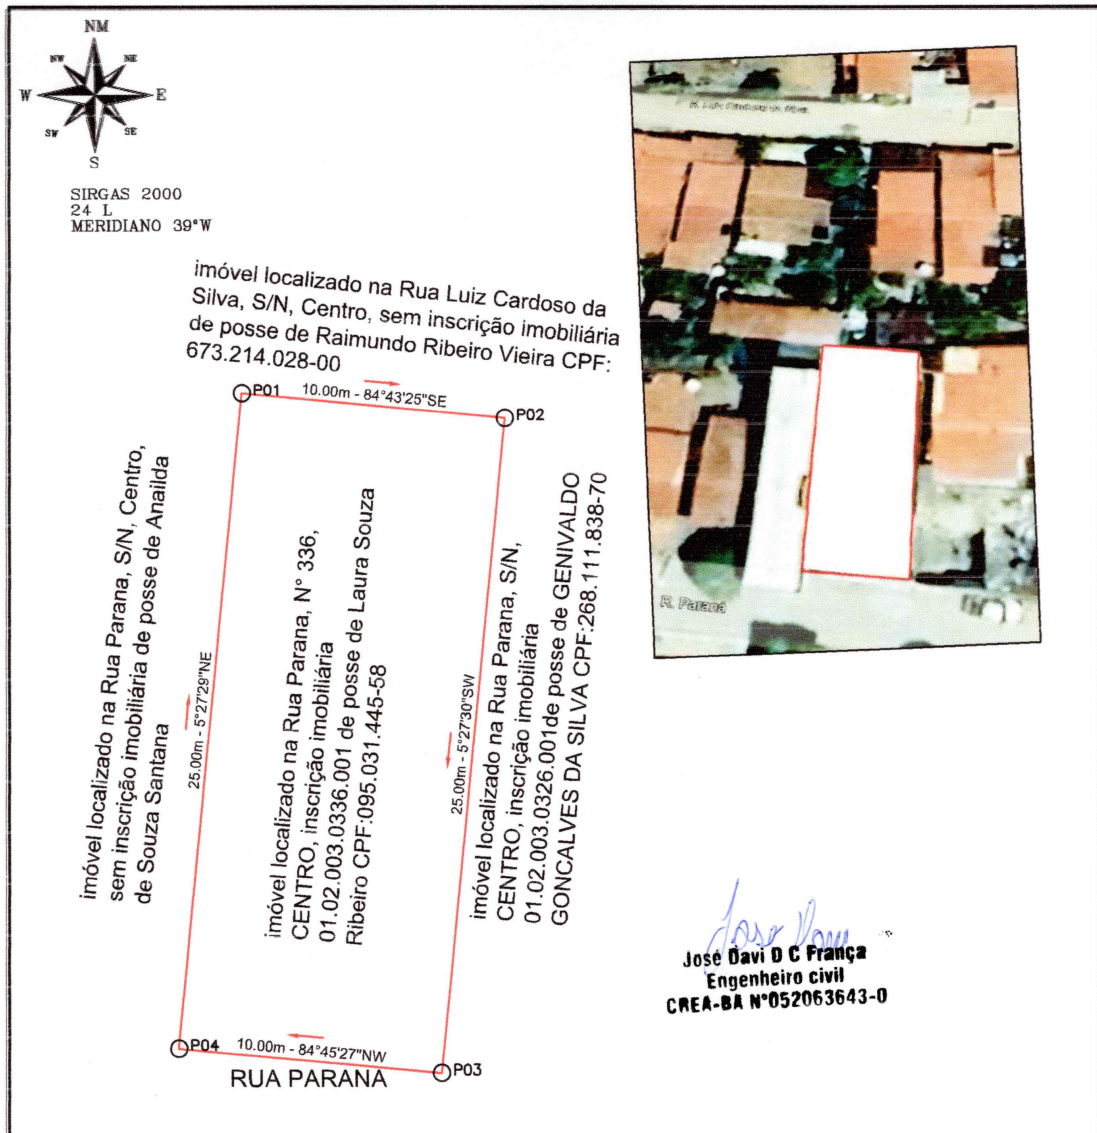 NM
NW
NE
W
E
SW
SE
S
SIRGAS 2000
24 L
MERIDIANO 39°W
imóvel localizado na Rua Luiz Cardoso da
Silva, S/N, Centro, sem inscrição imobiliária
de posse de Raimundo Ribeiro Vieira CPF:
673.214.028-00
P01
10.00m - 84°43'25"SE
P02
imóvel localizado na Rua Parana, S/N, Centro,
sem inscrição imobiliária de posse de Anailda
de Souza Santana
25.00m - 5°27'29"NE
imóvel localizado na Rua Parana, N° 336,
CENTRO, inscrição imobiliária
01.02.003.0336.001 de posse de Laura Souza
Ribeiro CPF:095.031.445-58
25.00m - 5°27'30"SW
imóvel localizado na Rua Parana, S/N,
CENTRO, inscrição imobiliária
01.02.003.0326.001de posse de GENIVALDO
GONCALVES DA SILVA CPF:268.111.838-70
P04
10.00m - 84°45'27"NW
P03
RUA PARANA
R. Paraná
José Davi D C França
Engenheiro civil
CREA-BA N°052063643-0